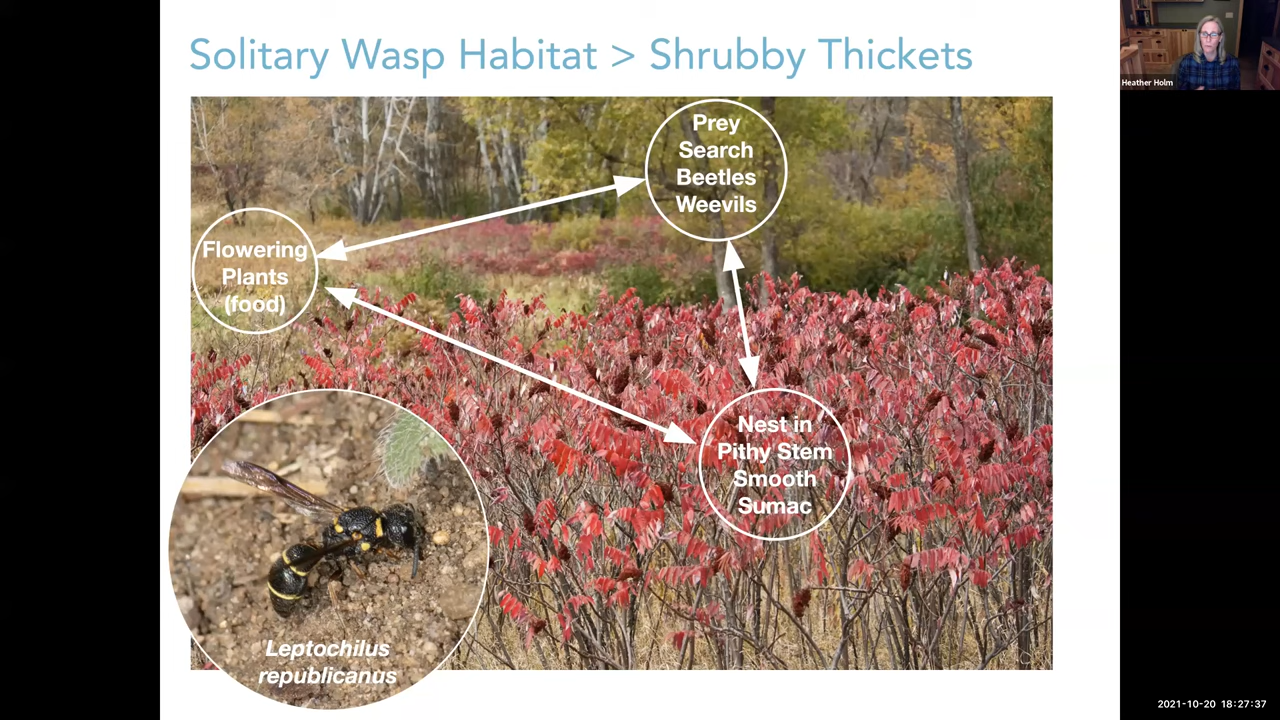 Solitary Wasp Habitat > Shrubby Thickets
Heather Holm
Prey
Search
Beetles
Weevils
Flowering
Plants
(food)
Nest in
Pithy Stem
Smooth
Sumac
Leptochilus
republicanus
2021-10-20 18:27:37